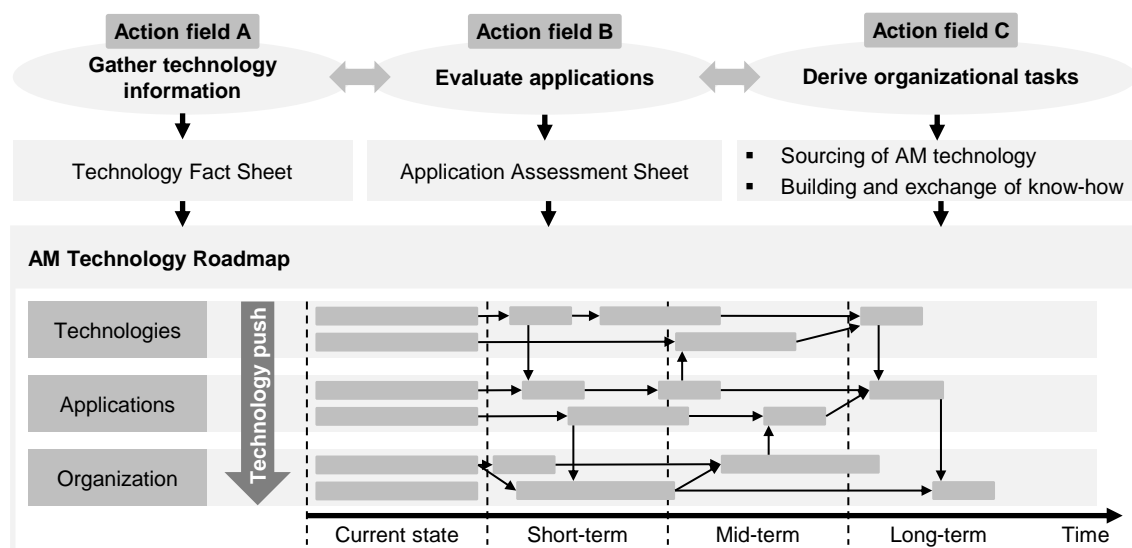 Action field A
Action field B
Action field C
Gather technology
information
Evaluate applications
Derive organizational tasks
Technology Fact Sheet
Application Assessment Sheet
▪ Sourcing of AM technology
▪ Building and exchange of know-how
AM Technology Roadmap
Technology push
Technologies
Applications
Organization
Current state
Short-term
Mid-term
Long-term
Time